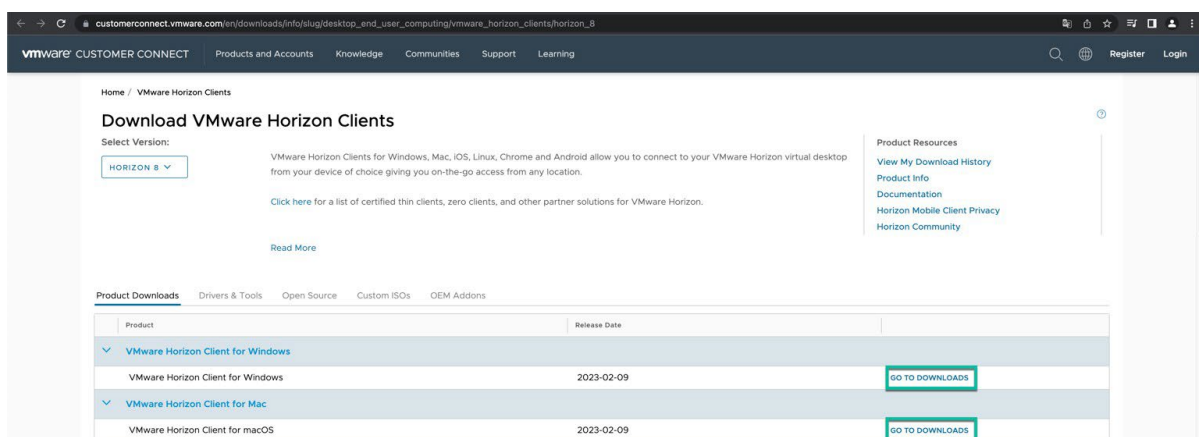 customerconnect.vmware.com/en/downloads/info/slug/desktop_end_user_computing/vmware_horizon_clients/horizon_8
vmware® CUSTOMER CONNECT Products and Accounts Knowledge Communities Support Learning Register Login
Home / VMware Horizon Clients
Download VMware Horizon Clients
Select Version:
HORIZON 8
VMware Horizon Clients for Windows, Mac, iOS, Linux, Chrome and Android allow you to connect to your VMware Horizon virtual desktop
from your device of choice giving you on-the-go access from any location.
Click here for a list of certified thin clients, zero clients, and other partner solutions for VMware Horizon.
Read More
Product Resources
View My Download History
Product Info
Documentation
Horizon Mobile Client Privacy
Horizon Community
Product Downloads Drivers & Tools Open Source Custom ISOs OEM Addons
Product Release Date
VMware Horizon Client for Windows
VMware Horizon Client for Windows 2023-02-09 GO TO DOWNLOADS
VMware Horizon Client for Mac
VMware Horizon Client for macOS 2023-02-09 GO TO DOWNLOADS